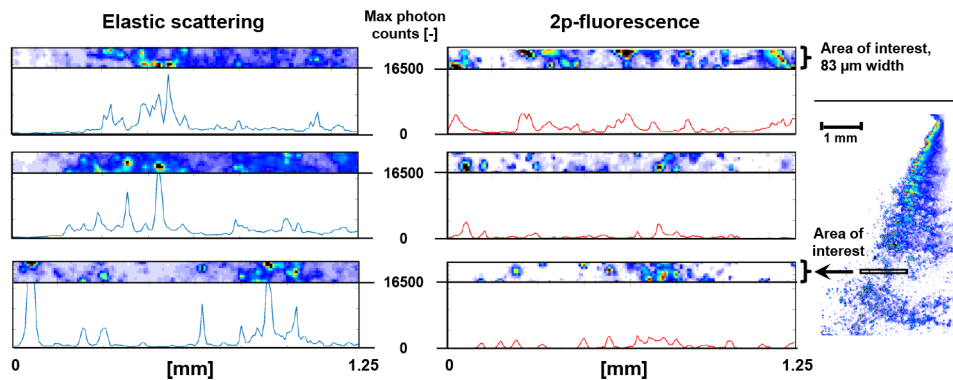 Elastic scattering
Max photon
counts [-]
2p-fluorescence
Area of interest,
83 µm width
16500
0
1 mm
16500
0
Area of
interest
16500
0
0
[mm]
1.25
0
[mm]
1.25